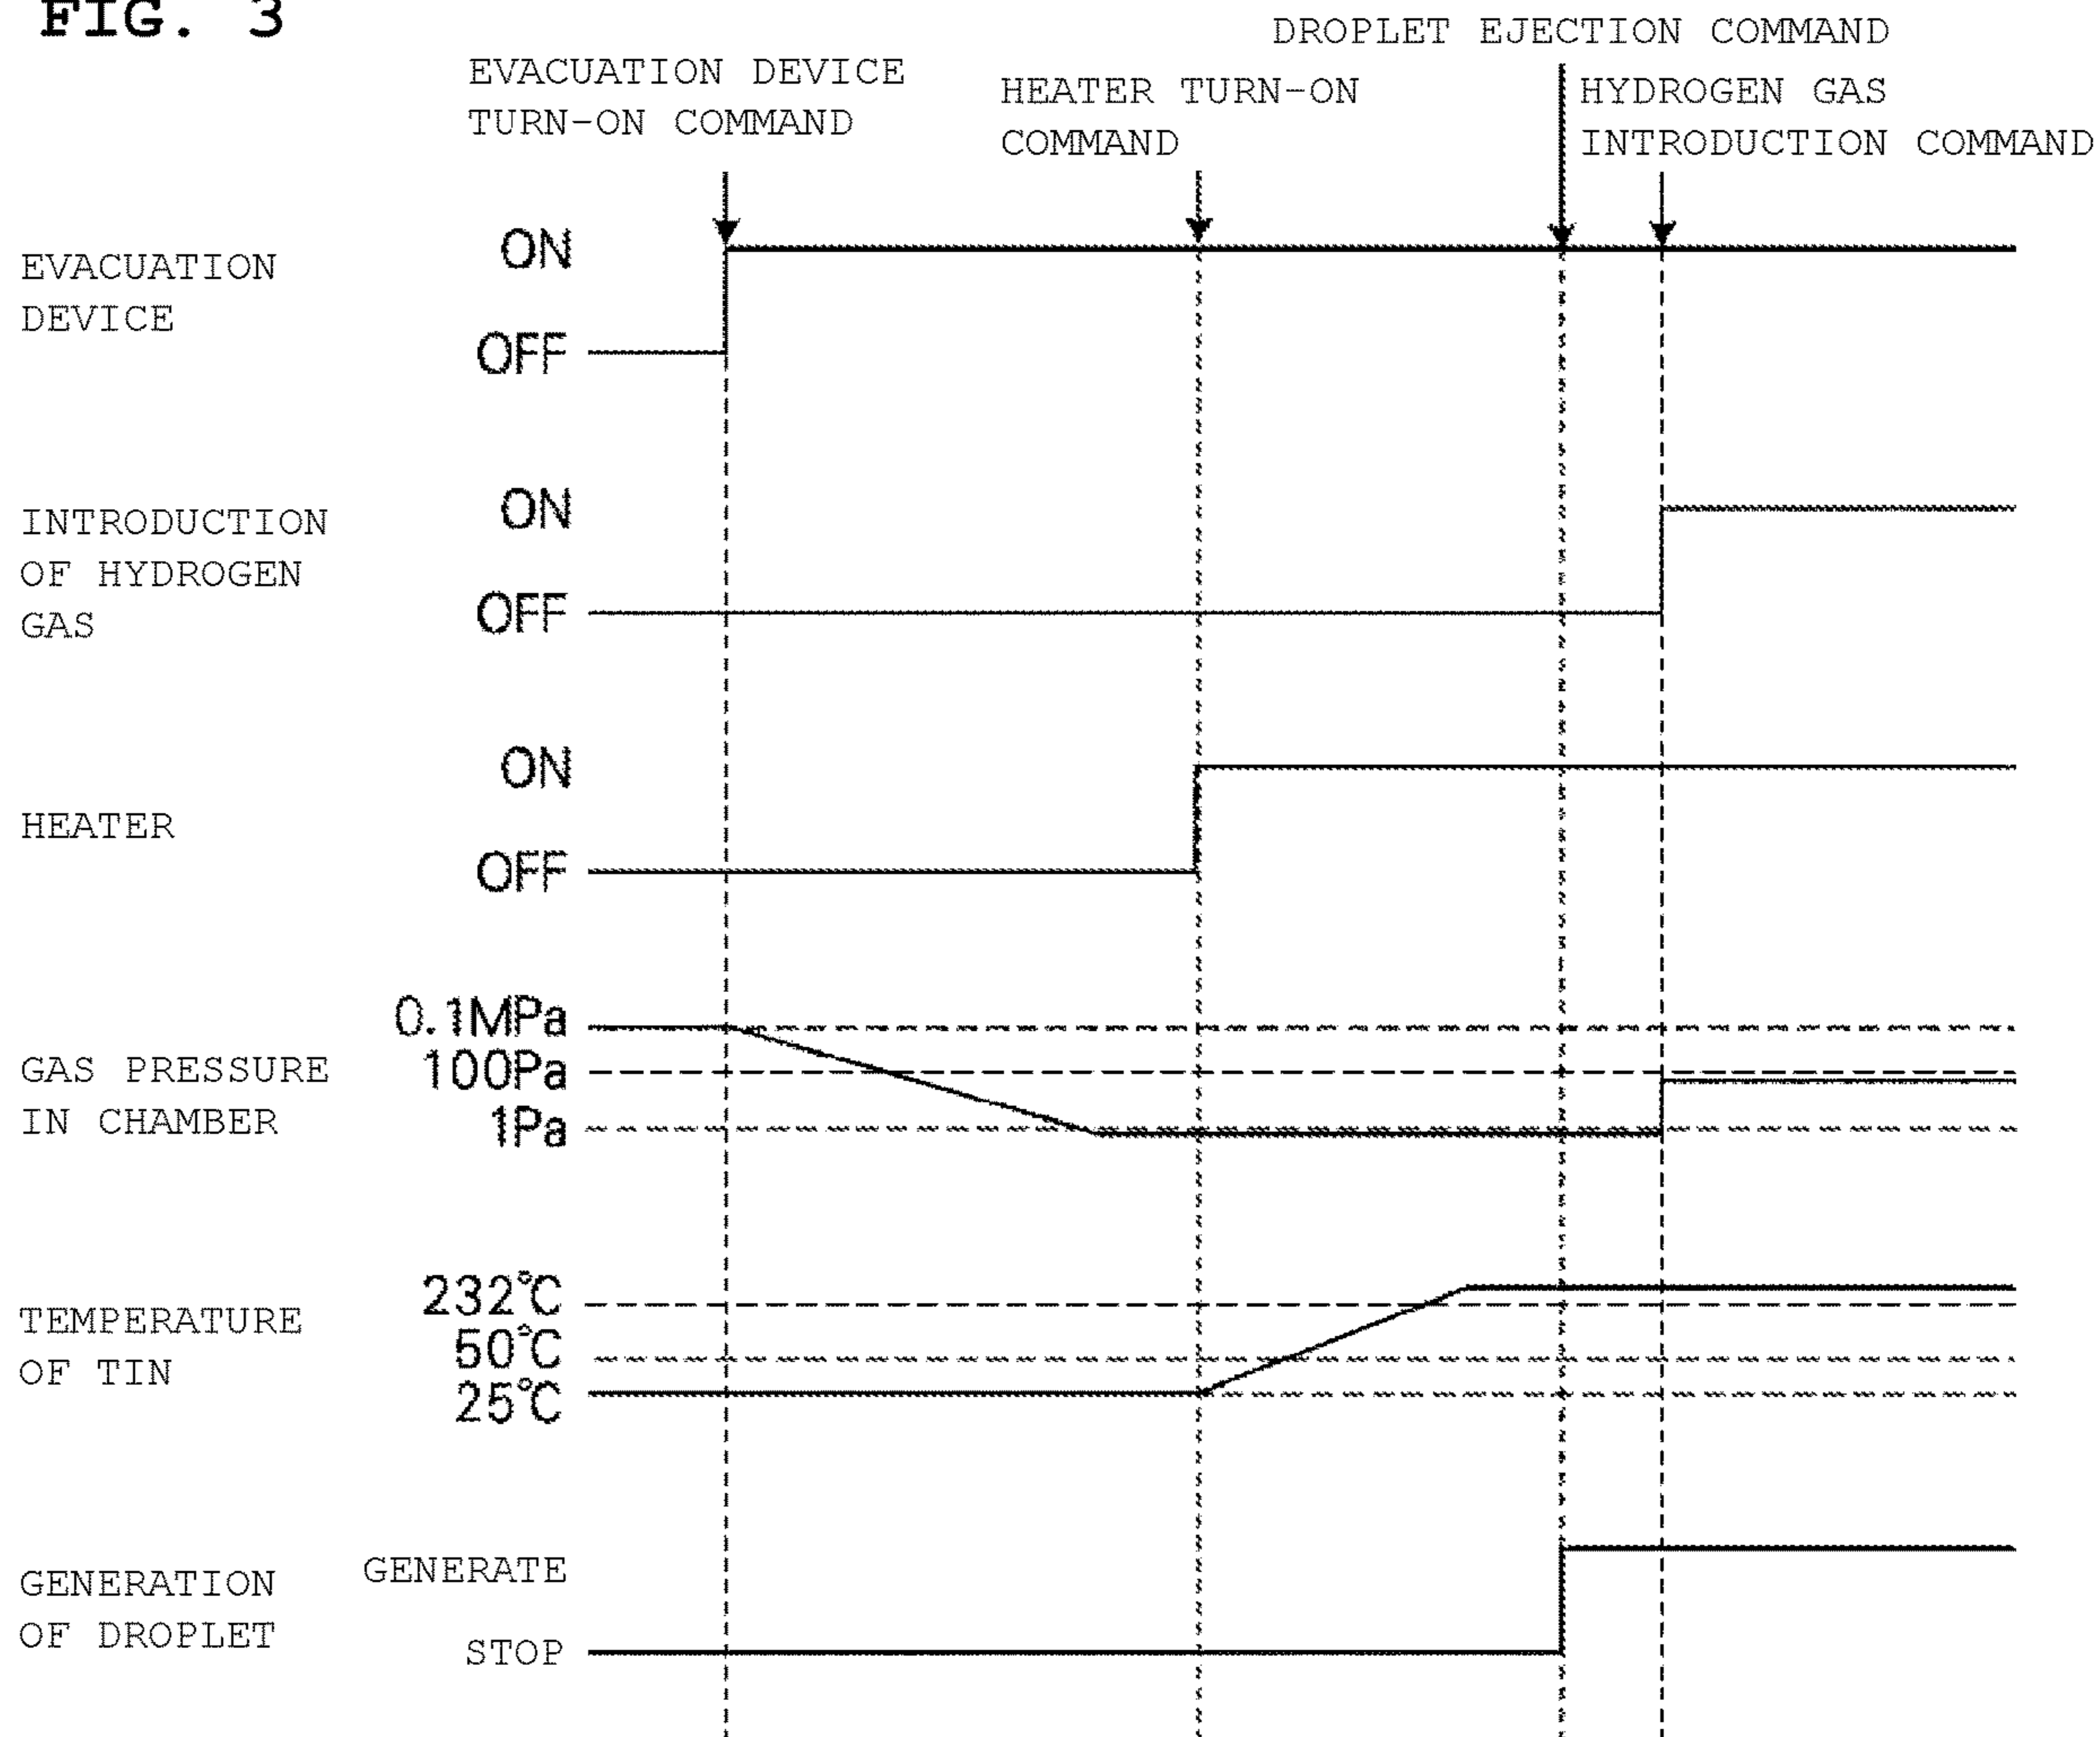 FIG. 3
DROPLET EJECTION COMMAND
EVACUATION DEVICE
TURN-ON COMMAND
HEATER TURN-ON
COMMAND
HYDROGEN GAS
INTRODUCTION COMMAND
EVACUATION
DEVICE
ON
OFF
INTRODUCTION
OF HYDROGEN
GAS
ON
OFF
HEATER
ON
OFF
GAS PRESSURE
IN CHAMBER
0.1MPa
100Pa
1Pa
TEMPERATURE
OF TIN
232°C
50°C
25°C
GENERATION
OF DROPLET
GENERATE
STOP